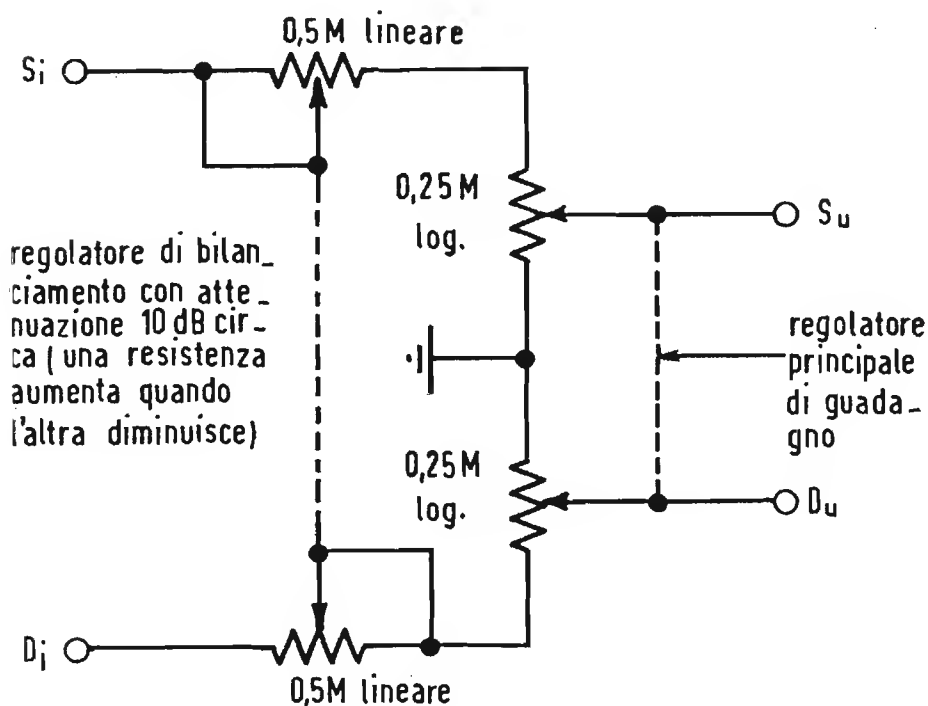 0,5M lineare
Si
0,25M
log.
Su
regolatore di bilan_
ciamento con atte_
nuazione 10 dB cir_
ca (una resistenza
aumenta quando
l'altra diminuisce)
regolatore
principale
di guada_
gno
0,25M
log.
Du
Di
0,5M lineare